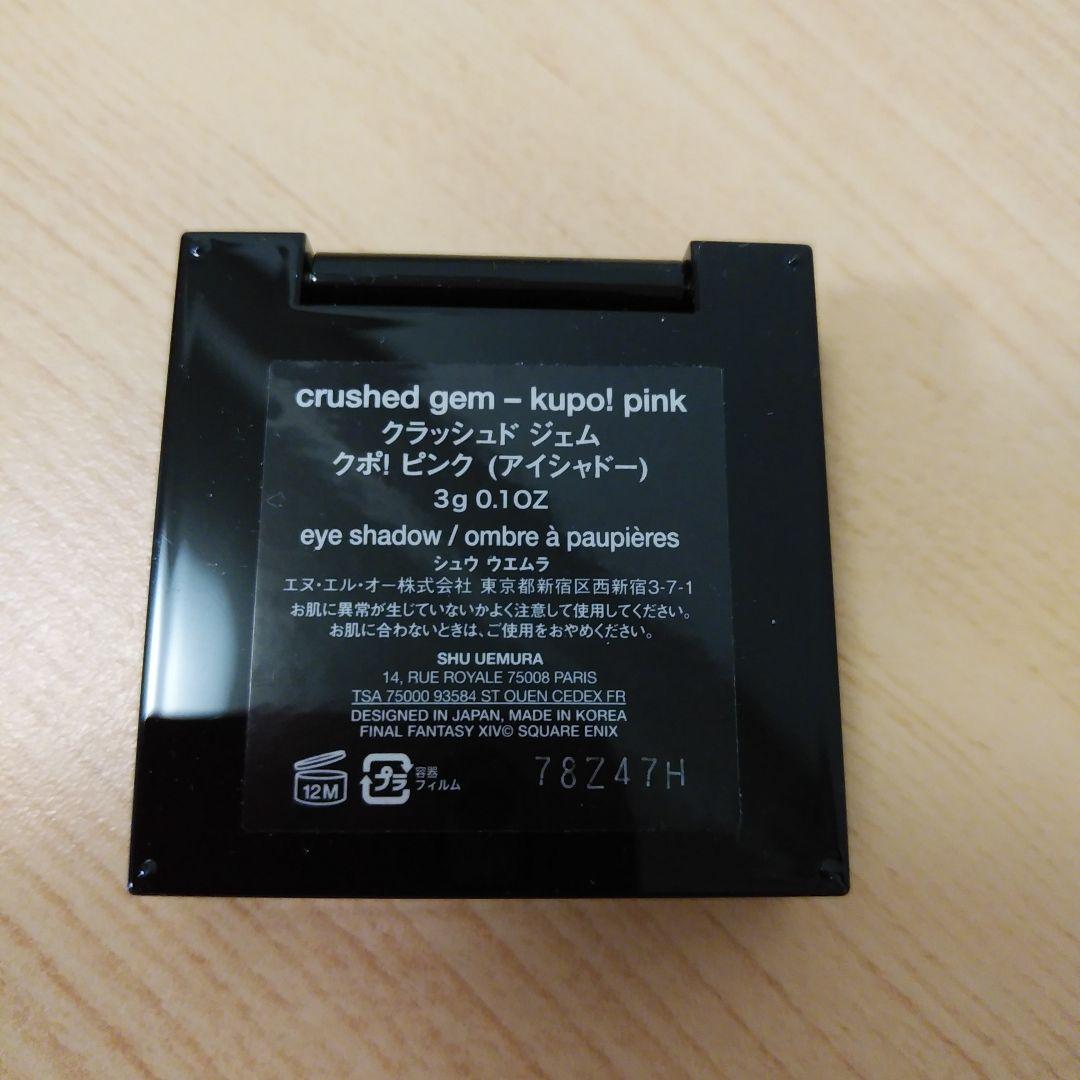 crushed gem – kupo! pink
クラッシュド ジェム
クポ! ピンク (アイシャドー)
3g 0.1OZ
eye shadow / ombre à paupières
シュウ ウエムラ
エヌ・エル・オー株式会社 東京都新宿区西新宿3-7-1
お肌に異常が生じていないかよく注意して使用してください。
お肌に合わないときは、ご使用をおやめください。
SHU UEMURA
14, RUE ROYALE 75008 PARIS
TSA 75000 93584 ST OUEN CEDEX FR
DESIGNED IN JAPAN, MADE IN KOREA
FINAL FANTASY XIV© SQUARE ENIX
12M
プラ
容器
フィルム
78Z47H